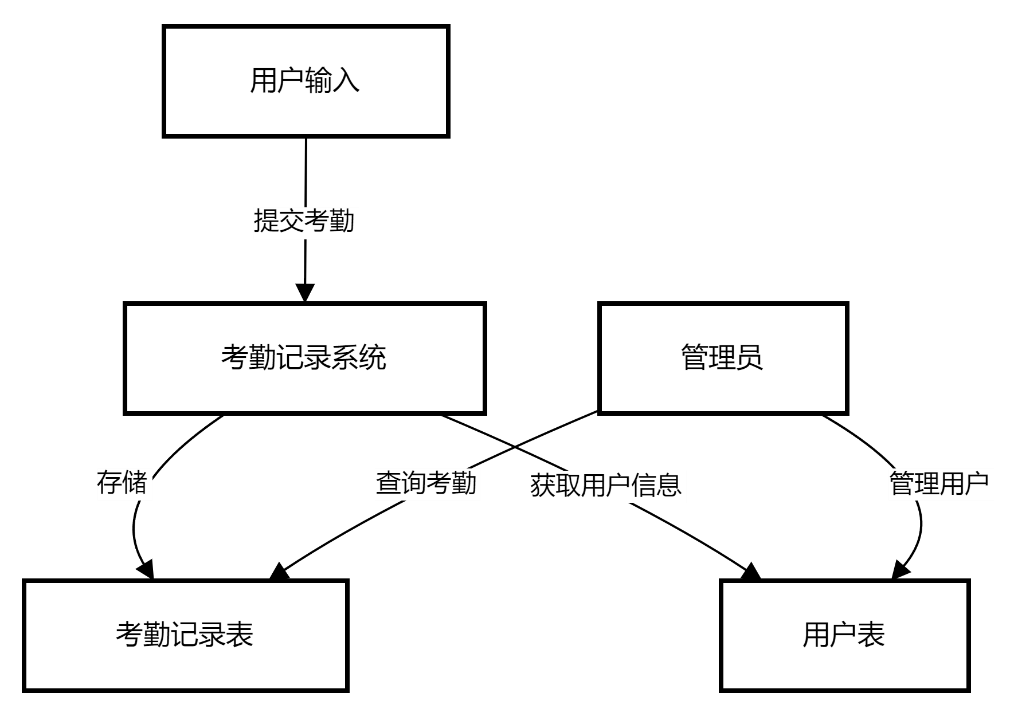 用户输入
提交考勤
考勤记录系统
管理员
存储
查询考勤
获取用户信息
管理用户
考勤记录表
用户表